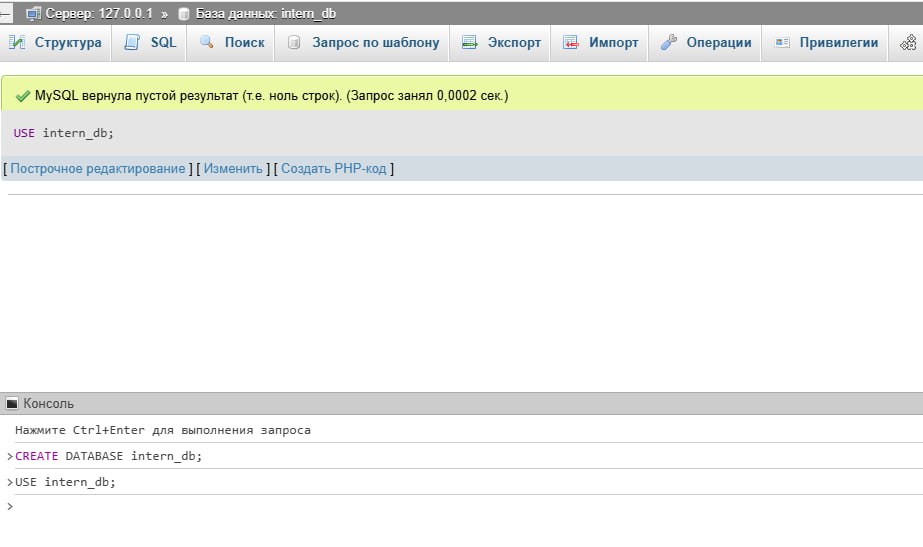 Сервер: 127.0.0.1 » База данных: intern_db
Структура SQL Поиск Запрос по шаблону Экспорт Импорт Операции Привилегии
MySQL вернула пустой результат (т.е. ноль строк). (Запрос занял 0,0002 сек.)
USE intern_db;
[ Построчное редактирование ] [ Изменить ] [ Создать PHP-код ]
Консоль
Нажмите Ctrl+Enter для выполнения запроса
>CREATE DATABASE intern_db;
>USE intern_db;
>